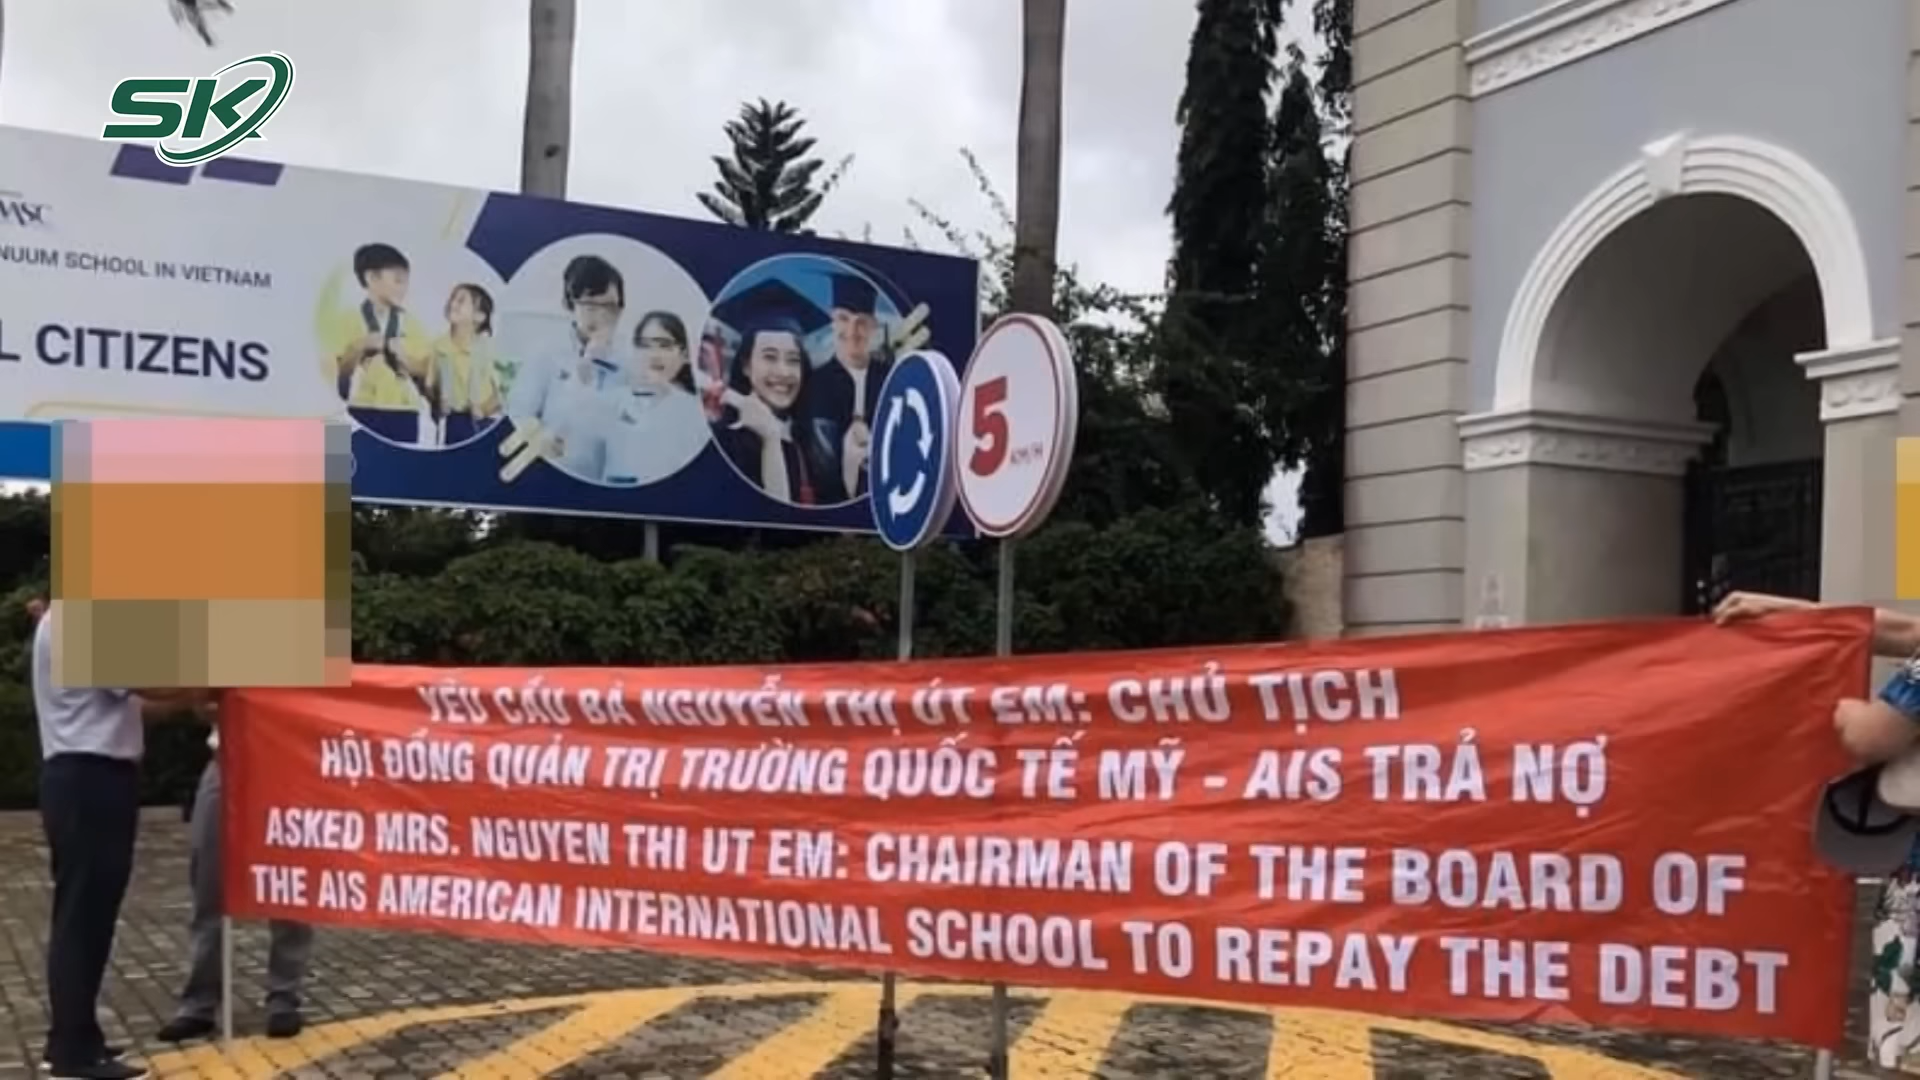 SK
NUUM SCHOOL IN VIETNAM
L CITIZENS
5
KM/H
YÊU CẦU BÀ NGUYỄN THỊ ÚT EM: CHỦ TỊCH
HỘI ĐỒNG QUẢN TRỊ TRƯỜNG QUỐC TẾ MỸ - AIS TRẢ NỢ
ASKED MRS. NGUYEN THI UT EM: CHAIRMAN OF THE BOARD OF
THE AIS AMERICAN INTERNATIONAL SCHOOL TO REPAY THE DEBT